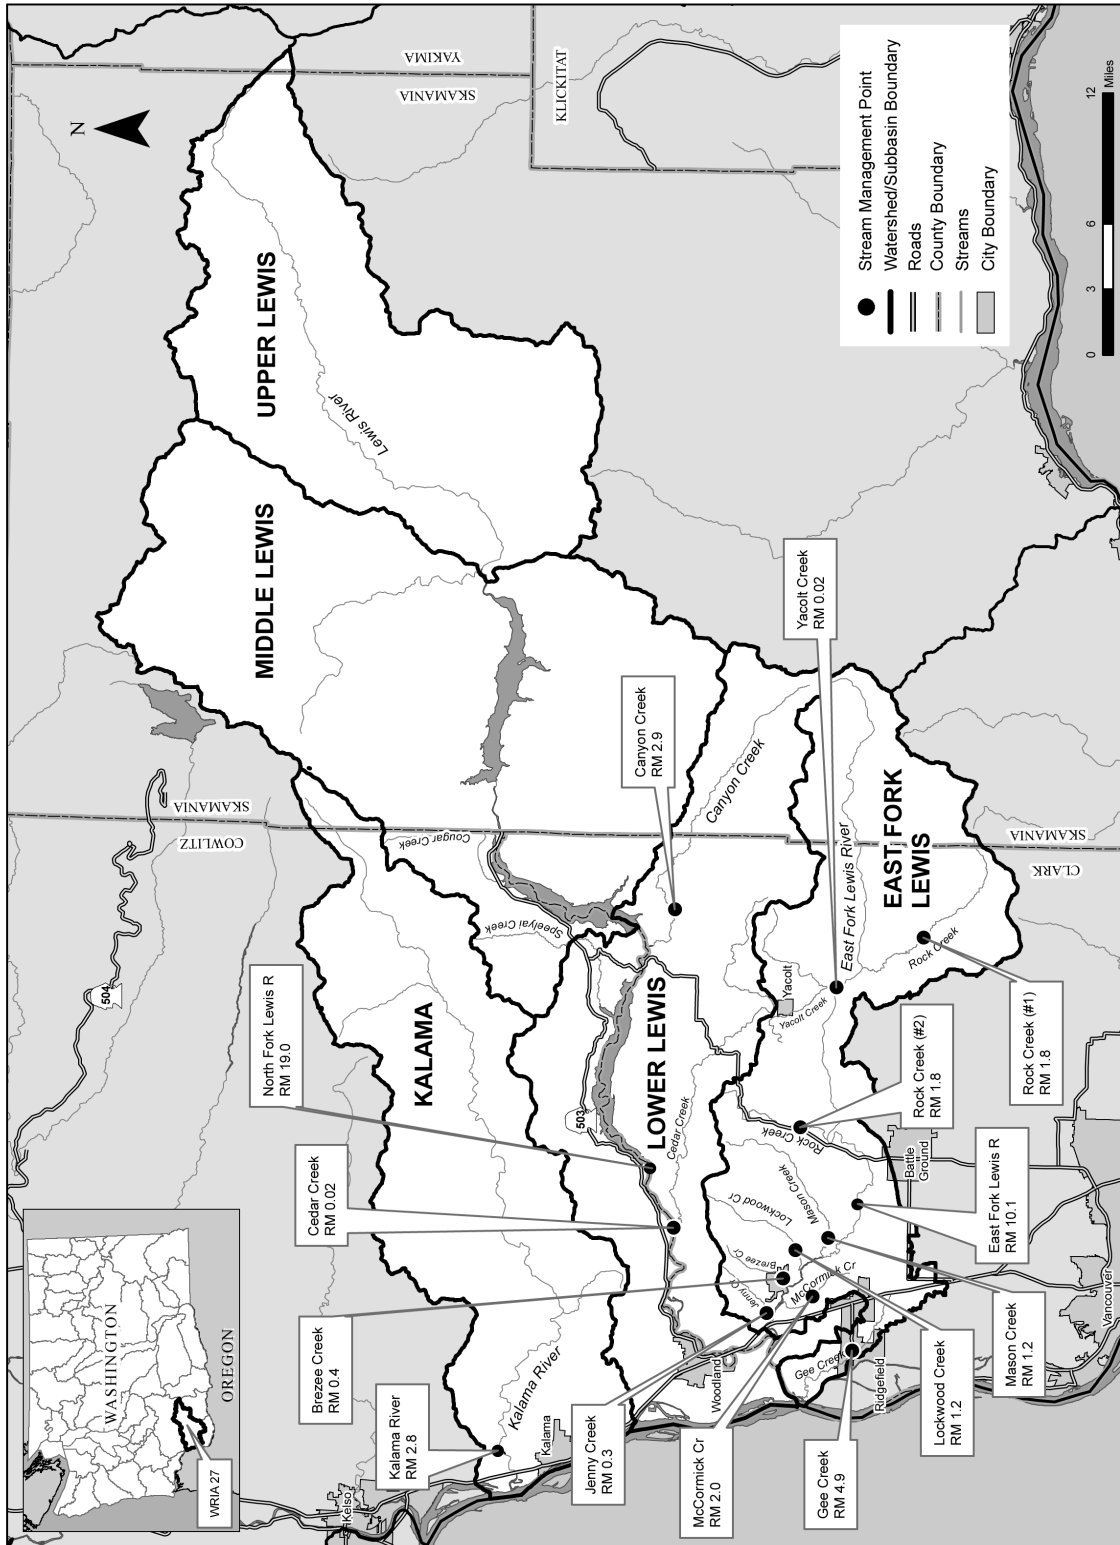 WASHINGTON
OREGON
WRIA 27
N
YAKIMA
SKAMANIA
KLICKITAT
COWLITZ
SKAMANIA
SKAMANIA
CLARK
504
503
UPPER LEWIS
MIDDLE LEWIS
KALAMA
LOWER LEWIS
EAST FORK
LEWIS
Lewis River
Cougar Creek
Speelyai Creek
Canyon Creek
Cedar Creek
Kalama River
East Fork Lewis River
Rock Creek
Yacolt Creek
Rock Creek
Mason Creek
Lockwood Cr
Brezee Cr
Jenny Cr
McCormick Cr
Gee Creek
Kelso
Kalama
Woodland
Ridgefield
Battle
Ground
Vancouver
Yacolt
North Fork Lewis R
RM 19.0
Cedar Creek
RM 0.02
Brezee Creek
RM 0.4
Kalama River
RM 2.8
Jenny Creek
RM 0.3
McCormick Cr
RM 2.0
Gee Creek
RM 4.9
Lockwood Creek
RM 1.2
Mason Creek
RM 1.2
East Fork Lewis R
RM 10.1
Rock Creek (#2)
RM 1.8
Rock Creek (#1)
RM 1.8
Yacolt Creek
RM 0.02
Canyon Creek
RM 2.9
Stream Management Point
Watershed/Subbasin Boundary
Roads
County Boundary
Streams
City Boundary
0 3 6 12
Miles